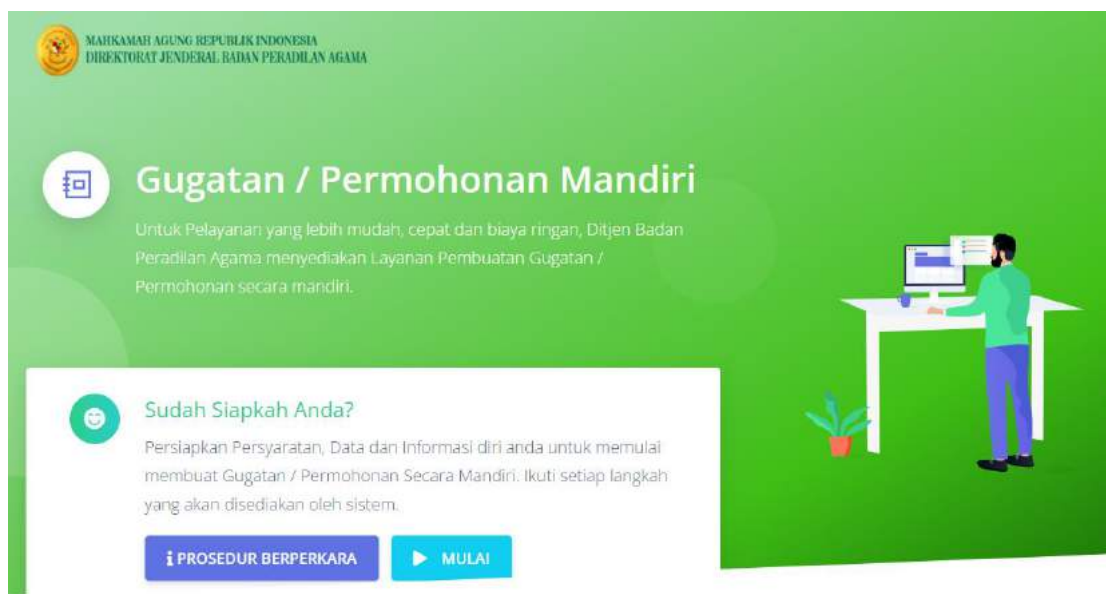 MAHKAMAH AGUNG REPUBLIK INDONESIA
DIREKTORAT JENDERAL BADAN PERADILAN AGAMA
Gugatan / Permohonan Mandiri
Untuk Pelayanan yang lebih mudah, cepat dan biaya ringan, Ditjen Badan
Peradilan Agama menyediakan Layanan Pembuatan Gugatan /
Permohonan secara mandiri.
Sudah Siapkah Anda?
Persiapkan Persyaratan, Data dan Informasi diri anda untuk memulai
membuat Gugatan / Permohonan Secara Mandiri. Ikuti setiap langkah
yang akan disediakan oleh sistem.
PROSEDUR BERPERKARA
MULAI